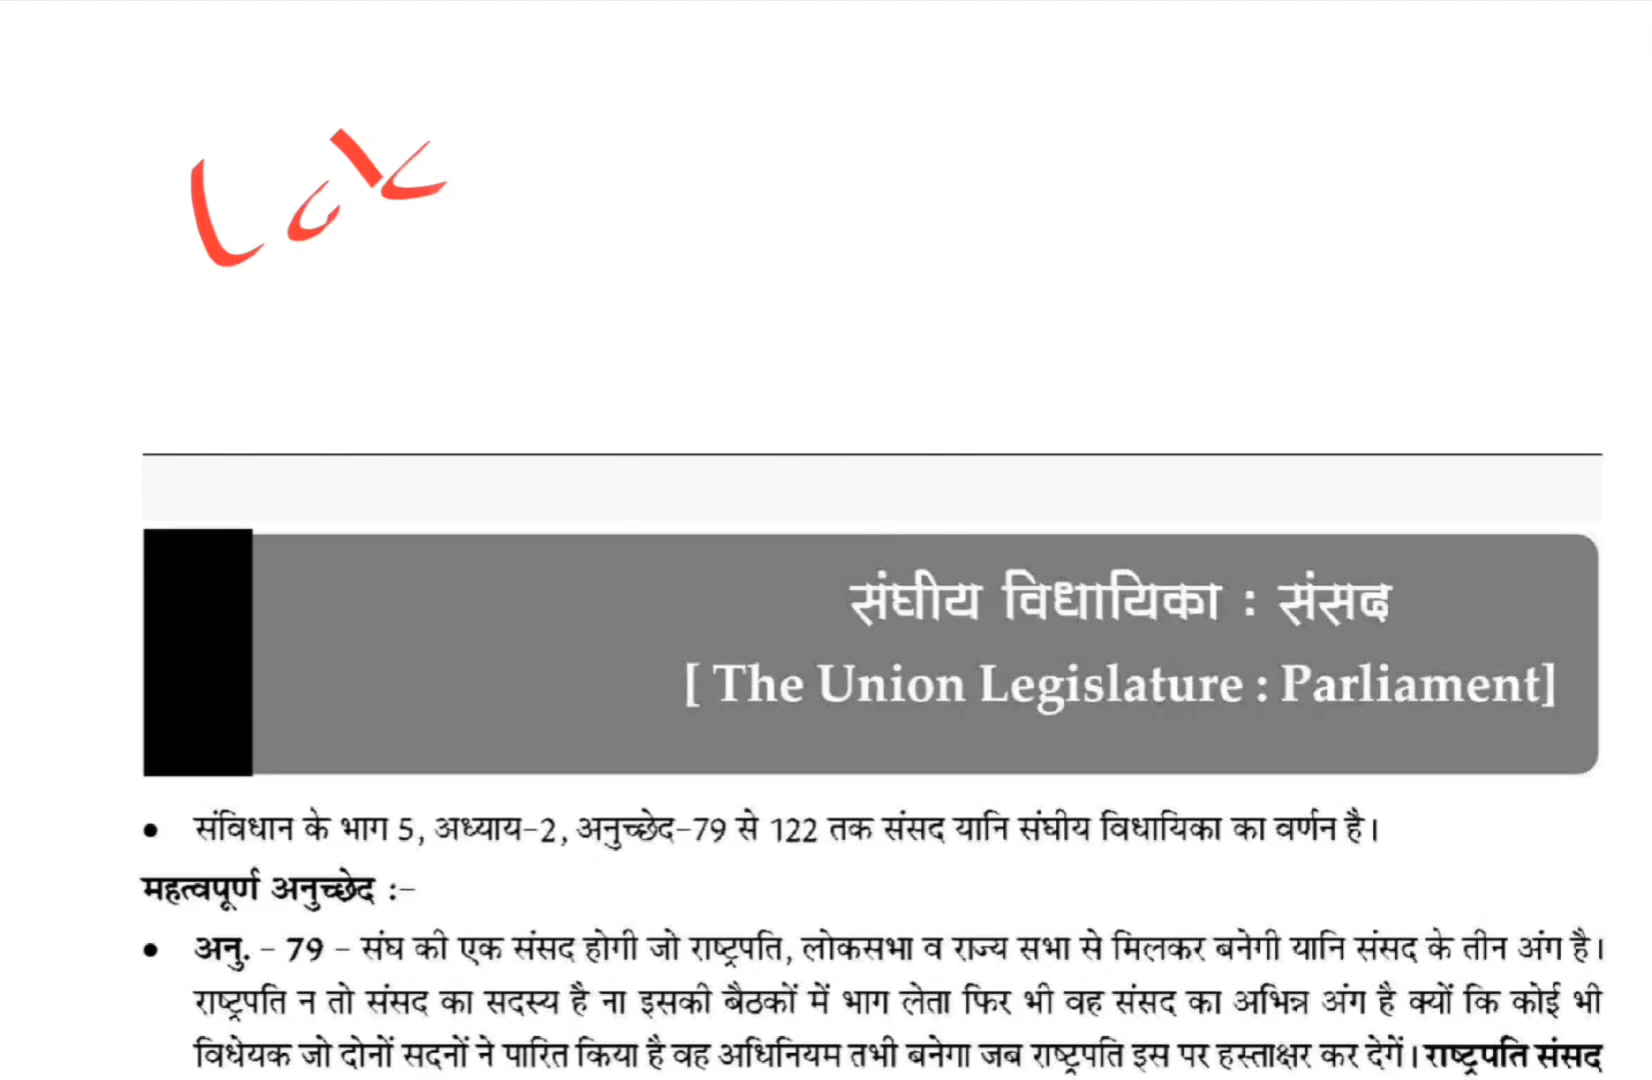 Lok
संघीय विधायिका : संसद
[ The Union Legislature : Parliament]
• संविधान के भाग 5, अध्याय-2, अनुच्छेद-79 से 122 तक संसद यानि संघीय विधायिका का वर्णन है।
महत्वपूर्ण अनुच्छेद :-
• अनु. - 79 - संघ की एक संसद होगी जो राष्ट्रपति, लोकसभा व राज्य सभा से मिलकर बनेगी यानि संसद के तीन अंग है।
राष्ट्रपति न तो संसद का सदस्य है ना इसकी बैठकों में भाग लेता फिर भी वह संसद का अभिन्न अंग है क्यों कि कोई भी
विधेयक जो दोनों सदनों ने पारित किया है वह अधिनियम तभी बनेगा जब राष्ट्रपति इस पर हस्ताक्षर कर देगें। राष्ट्रपति संसद